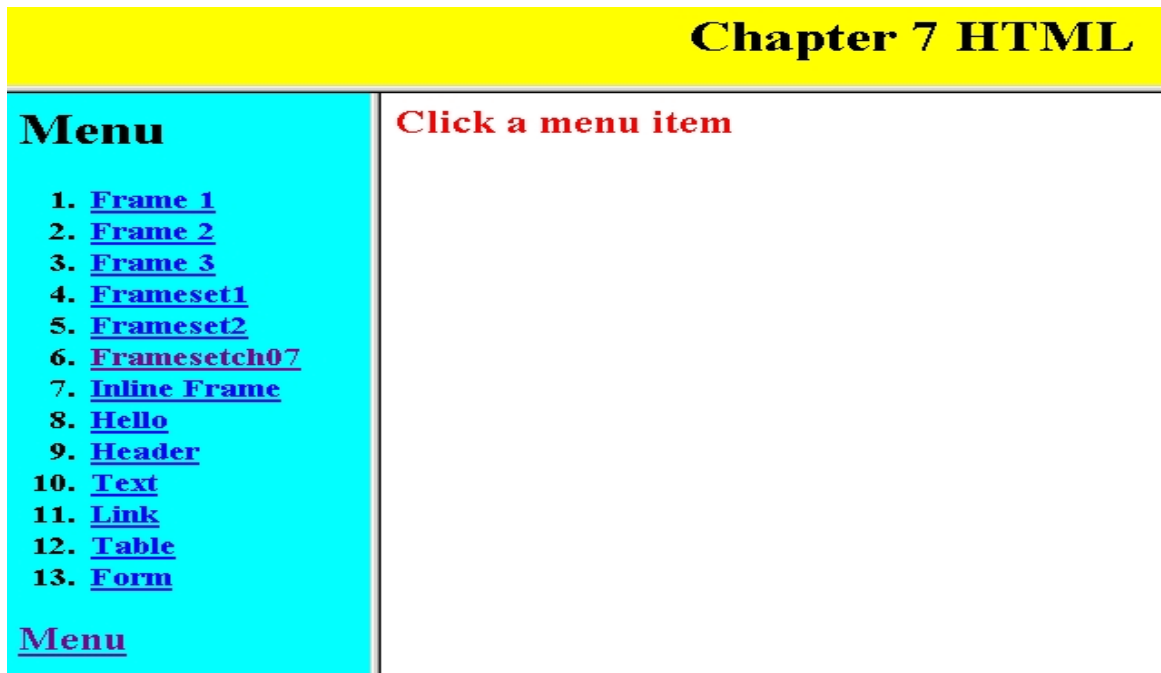 Chapter 7 HTML
Menu
1. Frame 1
2. Frame 2
3. Frame 3
4. Frameset1
5. Frameset2
6. Framesetch07
7. Inline Frame
8. Hello
9. Header
10. Text
11. Link
12. Table
13. Form
Menu
Click a menu item